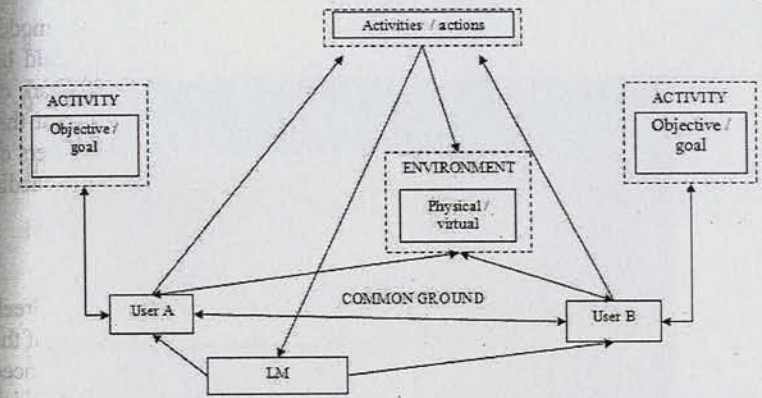 Activities / actions
ACTIVITY
Objective /
goal
ACTIVITY
Objective /
goal
ENVIRONMENT
Physical /
virtual
COMMON GROUND
User A
User B
LM